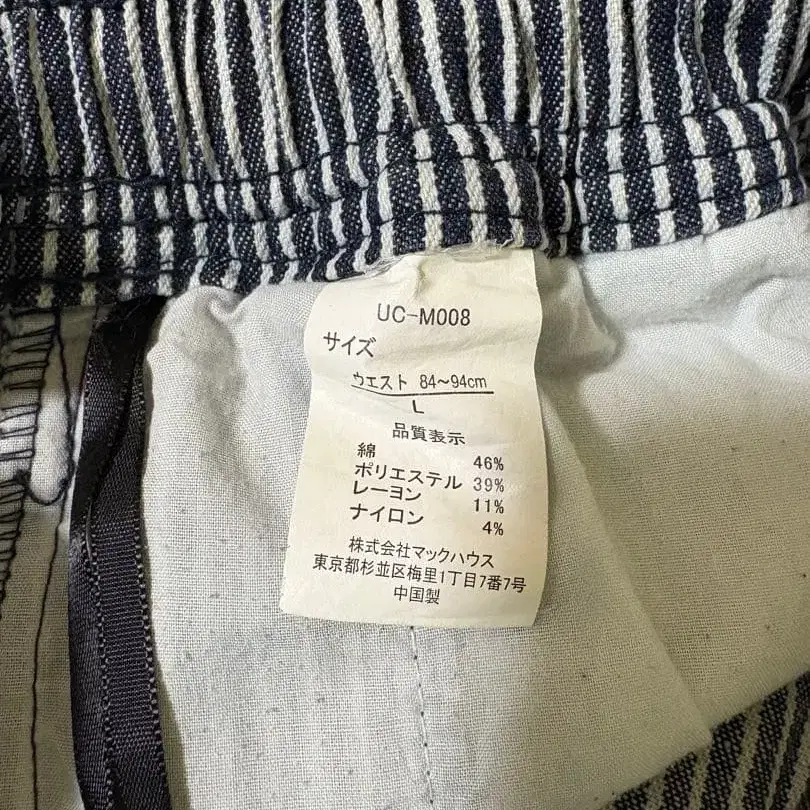 UC-M008
サイズ
ウエスト 84～94cm
L
品質表示
綿 46%
ポリエステル 39%
レーヨン 11%
ナイロン 4%
株式会社マックハウス
東京都杉並区梅里1丁目7番7号
中国製